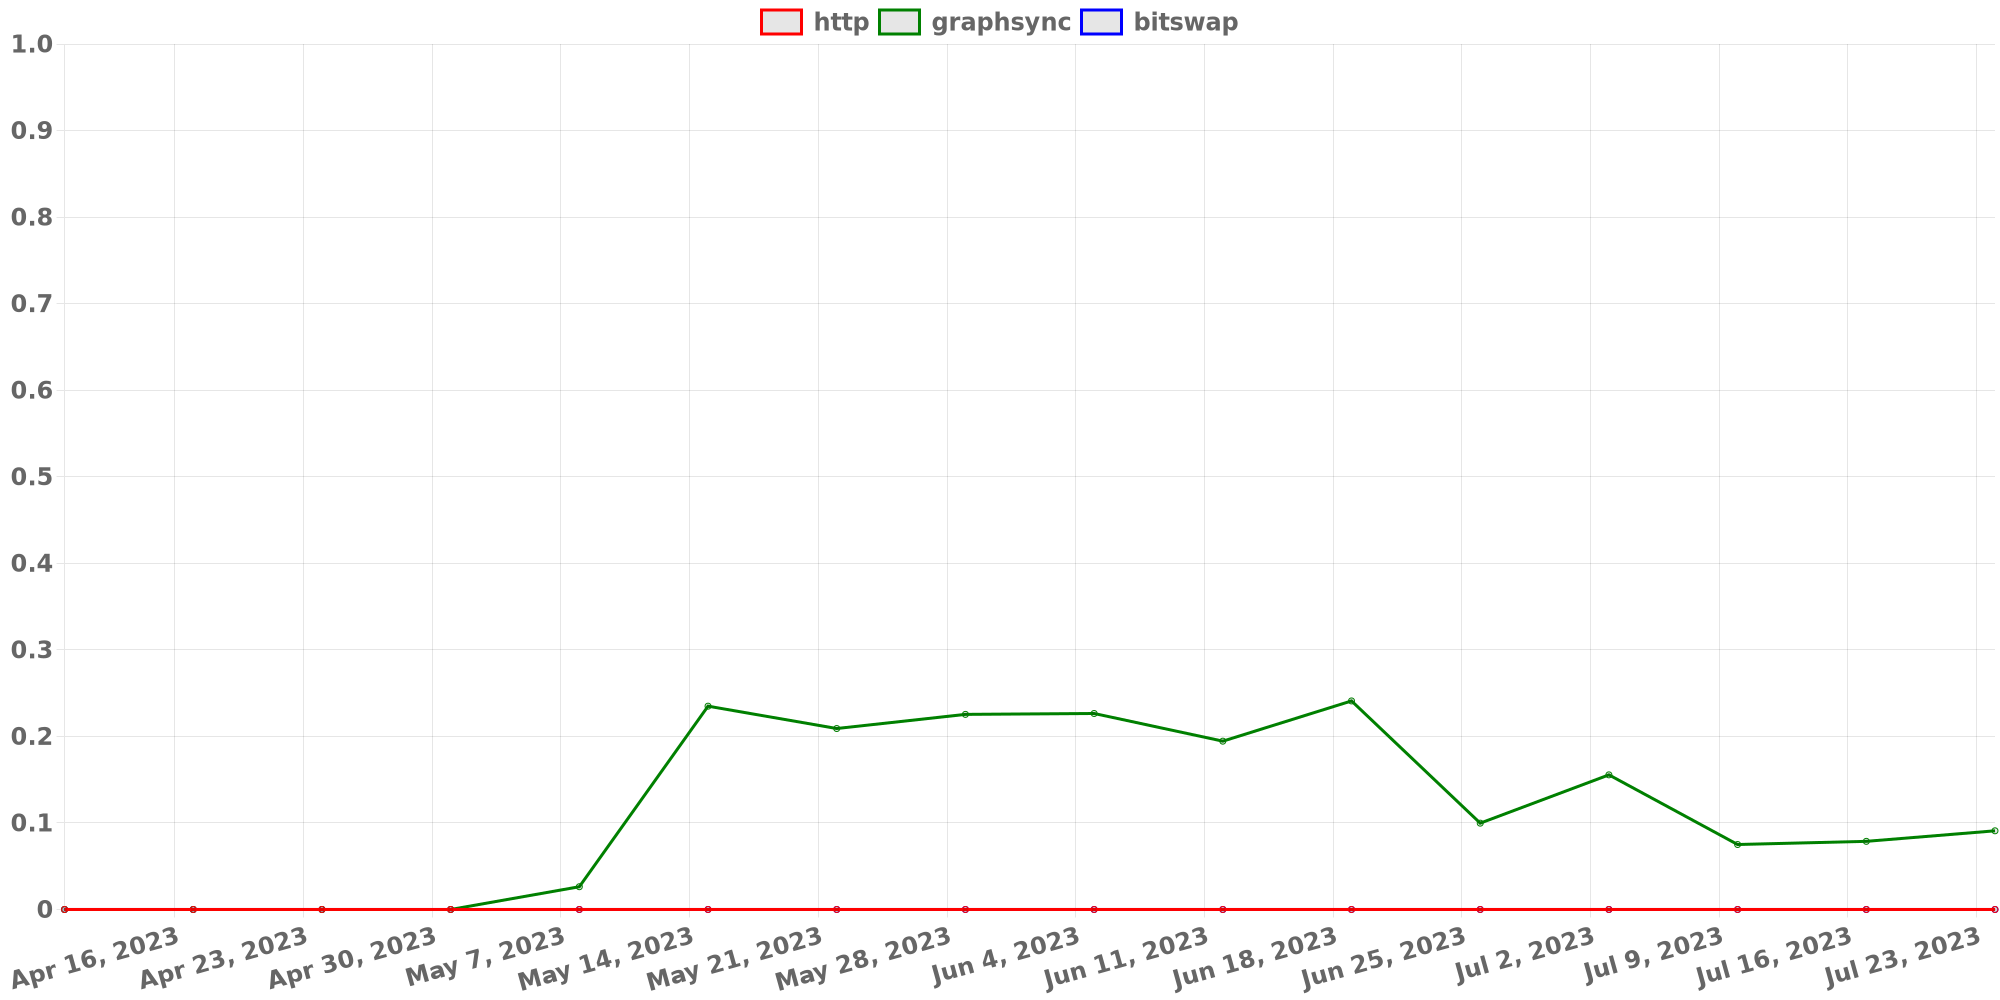 http graphsync bitswap
1.0
0.9
0.8
0.7
0.6
0.5
0.4
0.3
0.2
0.1
0
Apr 16, 2023
Apr 23, 2023
Apr 30, 2023
May 7, 2023
May 14, 2023
May 21, 2023
May 28, 2023
Jun 4, 2023
Jun 11, 2023
Jun 18, 2023
Jun 25, 2023
Jul 2, 2023
Jul 9, 2023
Jul 16, 2023
Jul 23, 2023